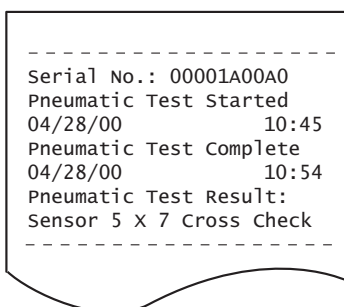 Serial No.: 00001A00A0
Pneumatic Test Started
04/28/00 10:45
Pneumatic Test Complete
04/28/00 10:54
Pneumatic Test Result:
Sensor 5 X 7 Cross Check